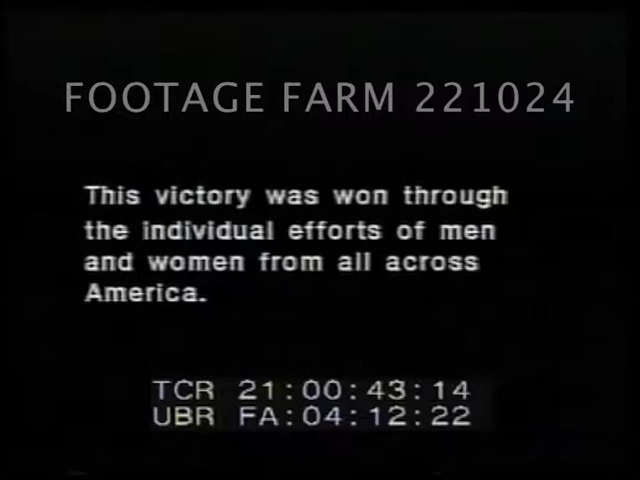 FOOTAGE FARM 221024
This victory was won through
the individual efforts of men
and women from all across
America.
TCR 21:00:43:14
UBR FA:04:12:22